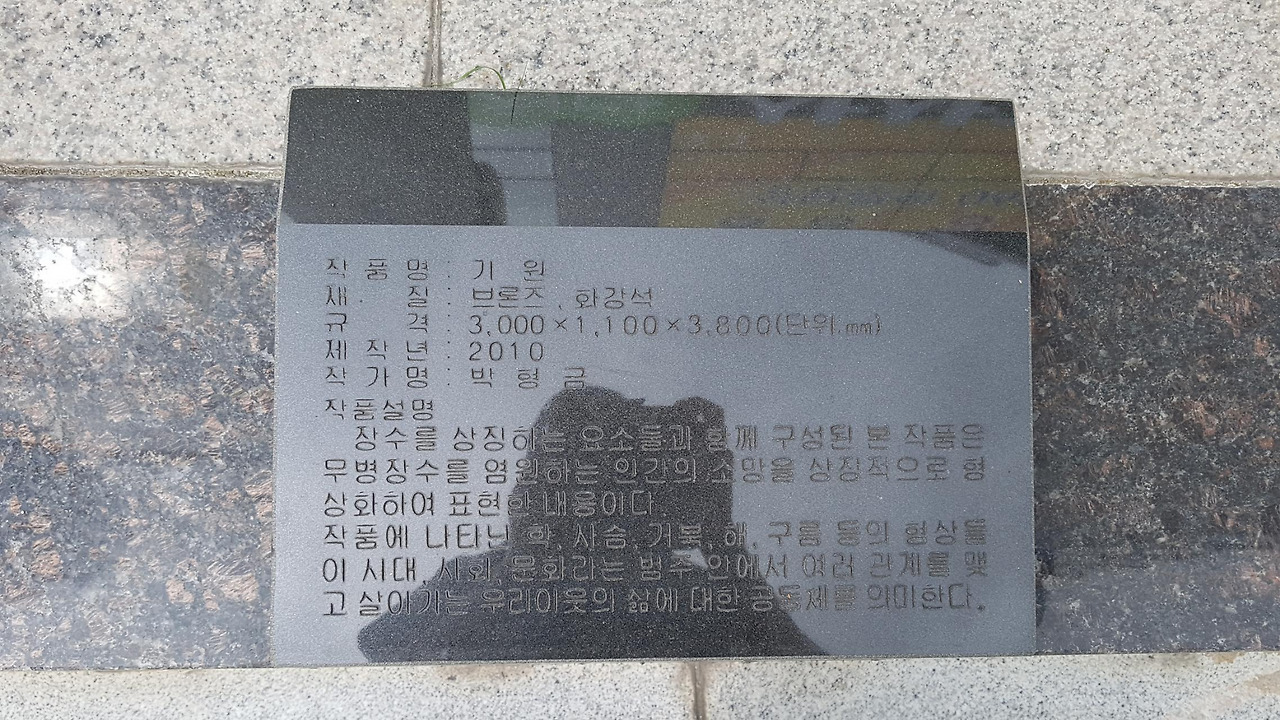 작품명 : 기 원
재 질 : 브론즈, 화강석
규 격 : 3,000×1,100×3,800(단위,㎜)
제작년 : 2010
작가명 : 박 형 금
작품설명
장수를 상징하는 요소들과 함께 구성된 본 작품은
무병장수를 염원하는 인간의 소망을 상징적으로 형
상화하여 표현한 내용이다.
작품에 나타난 학, 사슴, 거북, 해, 구름 등의 형상들
이 시대, 사회, 문화라는 범주 안에서 여러 관계를 맺
고 살아가는 우리이웃의 삶에 대한 공동체를 의미한다.